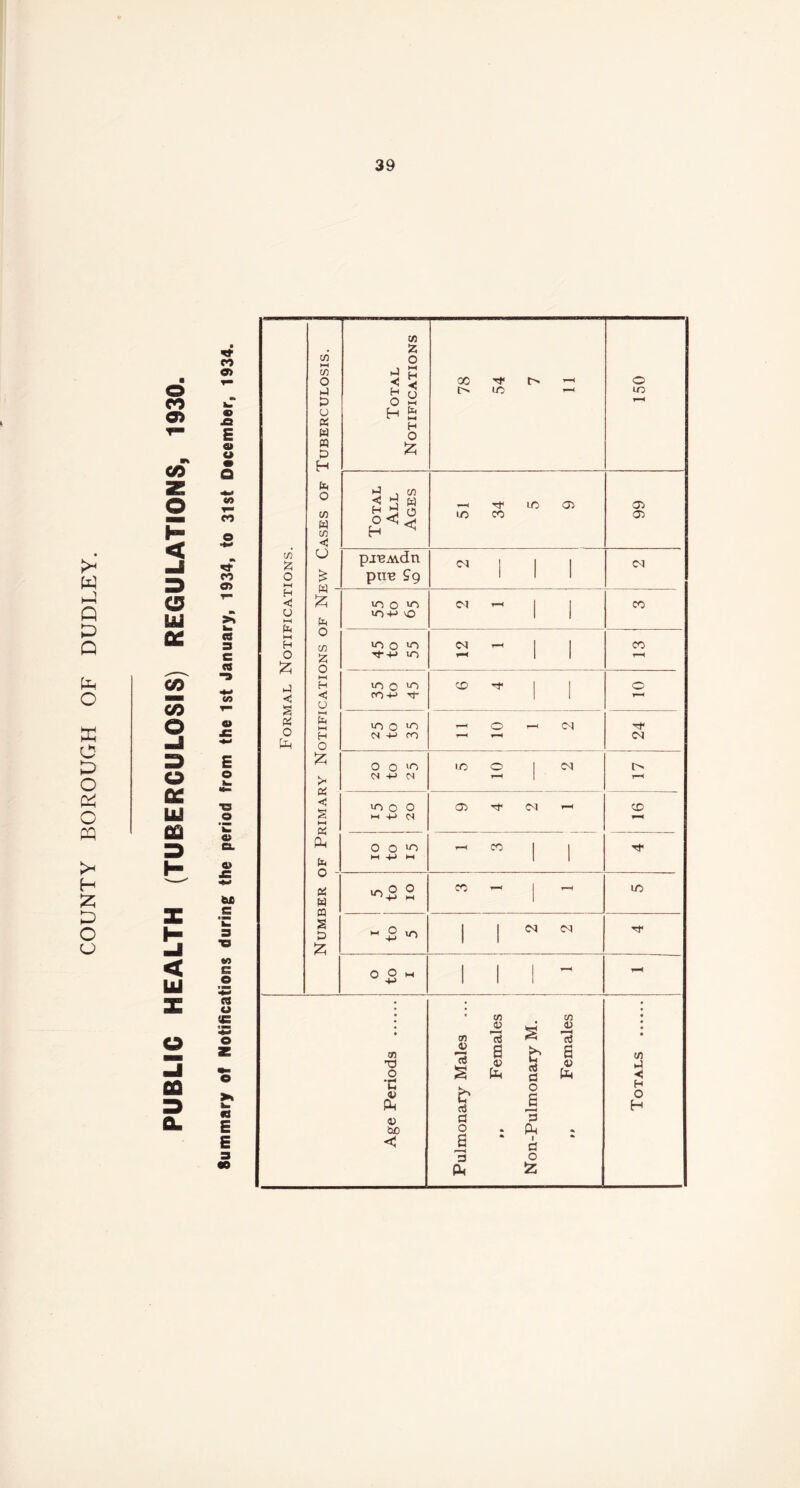 39
COUNTY BOROUGH OF DUDLEY.
PUBLIC HEALTH (TUBERCULOSIS) REGULATIONS, 1930.
Summary of Notifications during the period from the 1st January, 1934, to 31st December, 1934.
Formal Notifications.
Number of Primary Notifications of New Cases of Tuberculosis.
Age Periods ...... 0 to 1 1 to 5 5 to 10 10 to 15 15 to 20 20 to 25 25 to 35 35 to 45 45 to 55 55 to 65 65 and upward Total All Ages Total Notifications
Pulmonary Males ... — — 3 1 9 5 11 6 12 2 2 51 78
,, Females — — 1 3 4 10 10 4 1 1 — 34 54
Non-Pulmonary M. — 2 — — 2 — 1 — — — — 5 7
,, Females 1 2 1 — 1 2 2 — — — — 9 11
Totals ...... 1 4 5 4 16 17 24 10 13 3 2 99 150